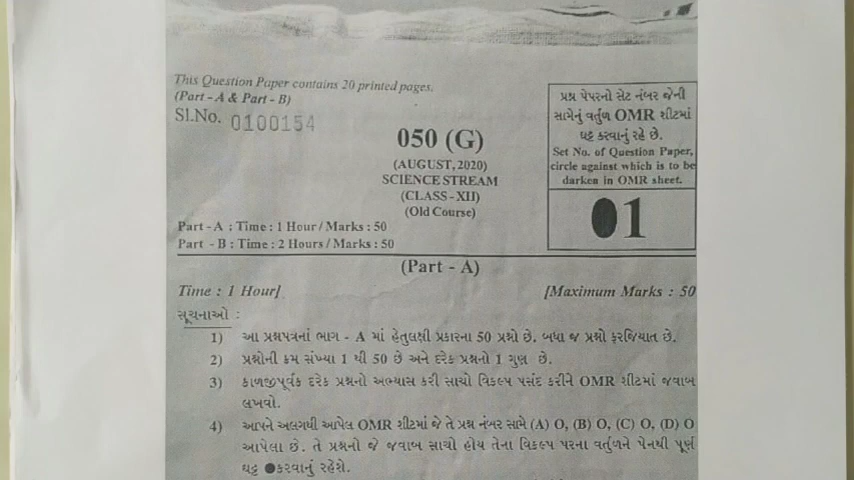 This Question Paper contains 20 printed pages.
(Part - A & Part - B)
Sl.No. 0100154
050 (G)
(AUGUST, 2020)
SCIENCE STREAM
(CLASS - XII)
(Old Course)
પ્રશ્ન પેપરનો સેટ નંબર જેની
સામેનું વર્તુળ OMR શીટમાં
ઘટ્ટ કરવાનું રહે છે.
Set No. of Question Paper,
circle against which is to be
darken in OMR sheet.
01
Part - A : Time : 1 Hour / Marks : 50
Part - B : Time : 2 Hours / Marks : 50
(Part - A)
Time : 1 Hour]
[Maximum Marks : 50
સૂચનાઓ :
1) આ પ્રશ્નપત્રનાં ભાગ - A માં હેતુલક્ષી પ્રકારના 50 પ્રશ્નો છે. બધા જ પ્રશ્નો ફરજિયાત છે.
2) પ્રશ્નોની ક્રમ સંખ્યા 1 થી 50 છે અને દરેક પ્રશ્નનો 1 ગુણ છે.
3) કાળજીપૂર્વક દરેક પ્રશ્નનો અભ્યાસ કરી સાચો વિકલ્પ પસંદ કરીને OMR શીટમાં જવાબ
લખવો.
4) આપને અલગથી આપેલ OMR શીટમાં જે તે પ્રશ્ન નંબર સામે (A) O, (B) O, (C) O, (D) O
આપેલા છે. તે પ્રશ્નનો જે જવાબ સાચો હોય તેના વિકલ્પ પરના વર્તુળને પેનથી પૂર્ણ
ઘટ્ટ ●કરવાનું રહેશે.